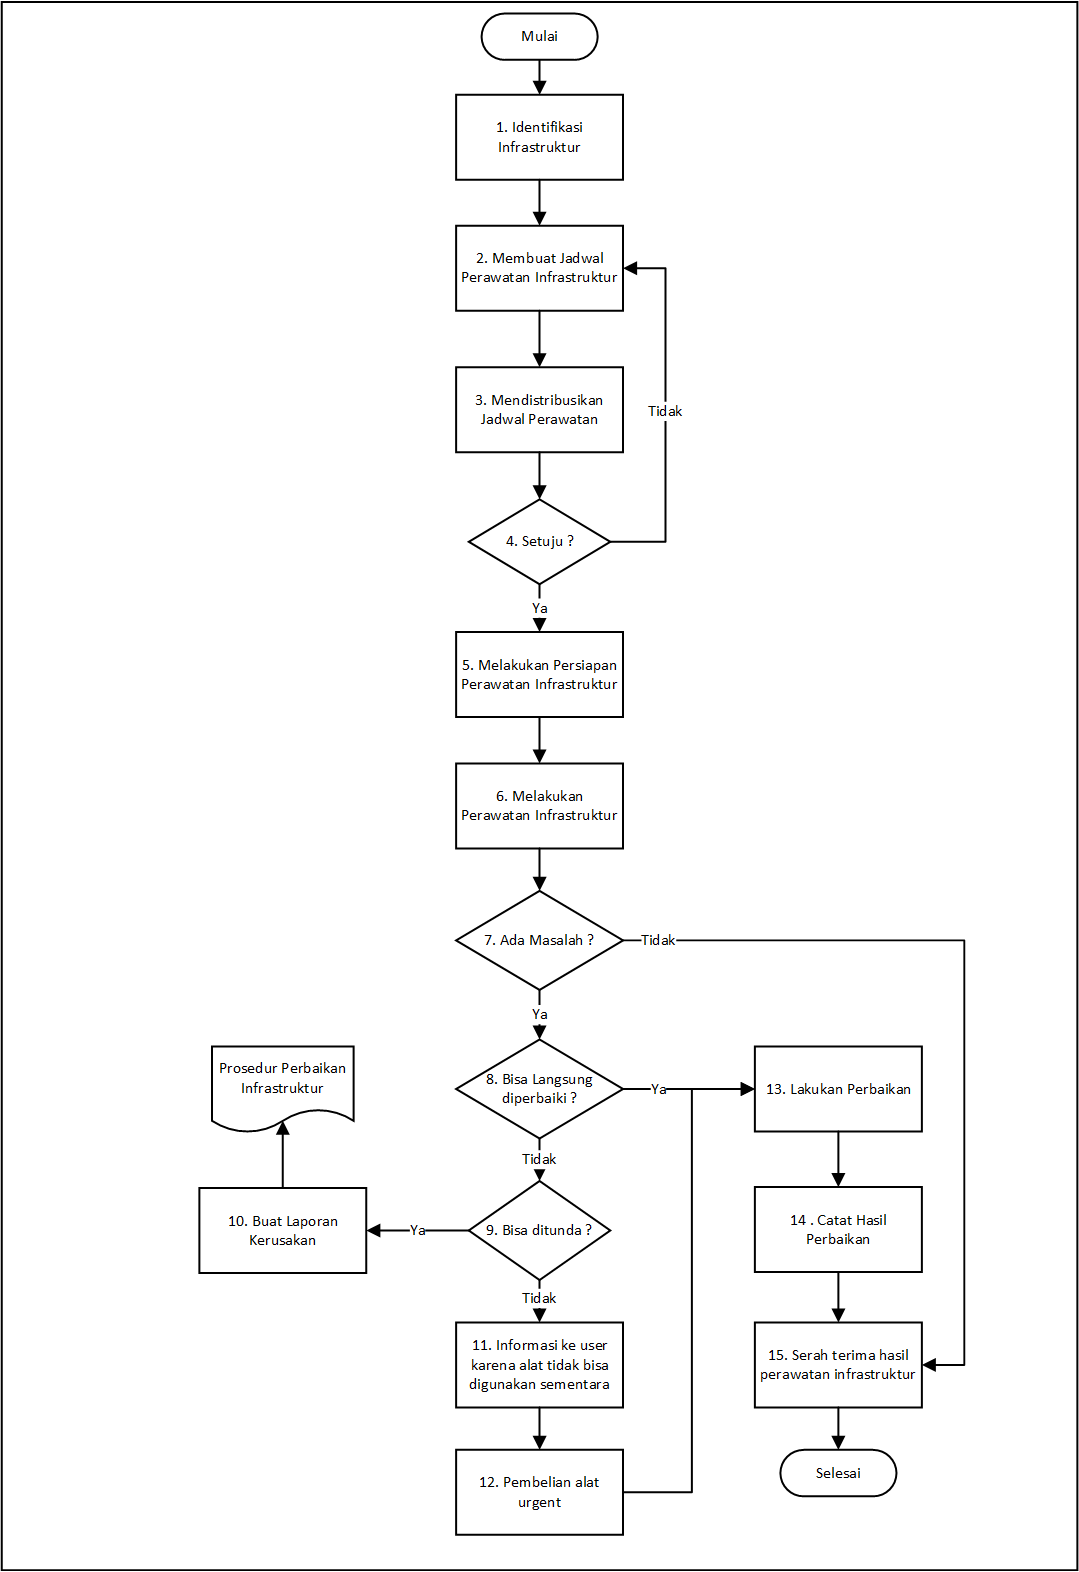 Mulai
1. Identifikasi
Infrastruktur
2. Membuat Jadwal
Perawatan Infrastruktur
3. Mendistribusikan
Jadwal Perawatan
Tidak
4. Setuju ?
Ya
5. Melakukan Persiapan
Perawatan Infrastruktur
6. Melakukan
Perawatan Infrastruktur
7. Ada Masalah ?
Tidak
Ya
Prosedur Perbaikan
Infrastruktur
8. Bisa Langsung
diperbaiki ?
Ya
13. Lakukan Perbaikan
Tidak
10. Buat Laporan
Kerusakan
Ya
9. Bisa ditunda ?
14 . Catat Hasil
Perbaikan
Tidak
11. Informasi ke user
karena alat tidak bisa
digunakan sementara
15. Serah terima hasil
perawatan infrastruktur
12. Pembelian alat
urgent
Selesai